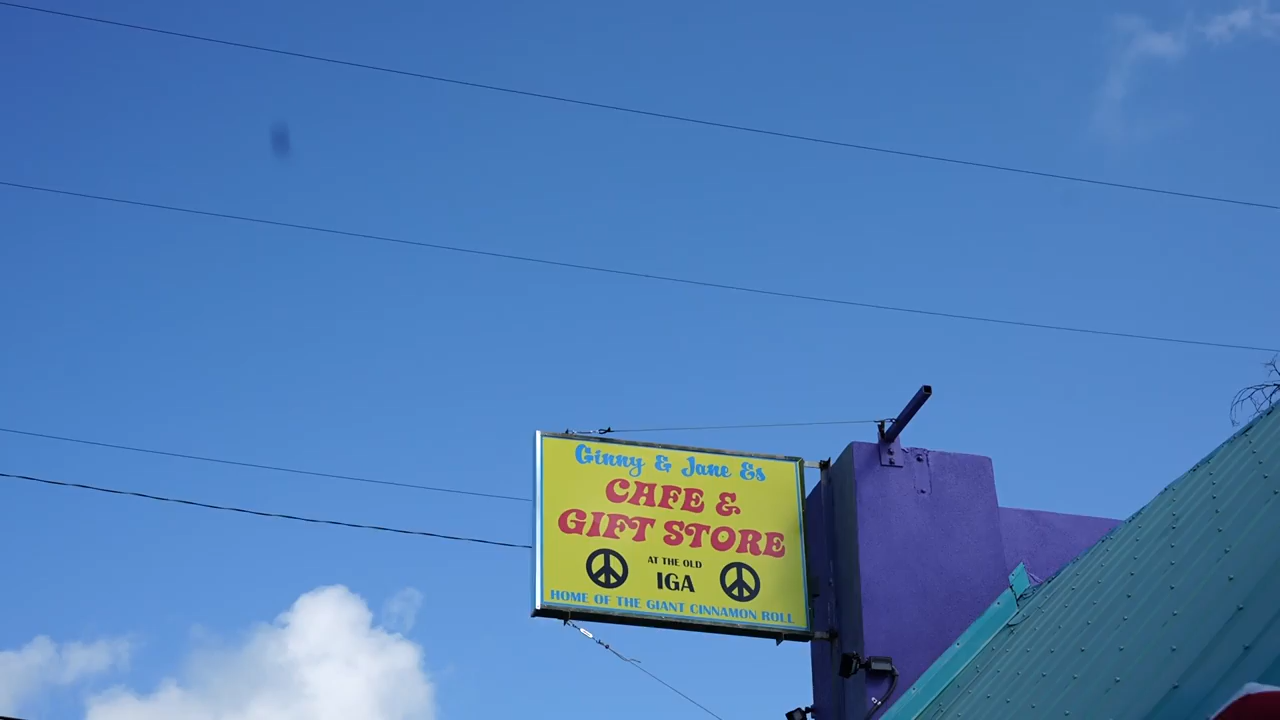 Ginny & Jane Es
CAFE &
GIFT STORE
AT THE OLD
IGA
HOME OF THE GIANT CINNAMON ROLL